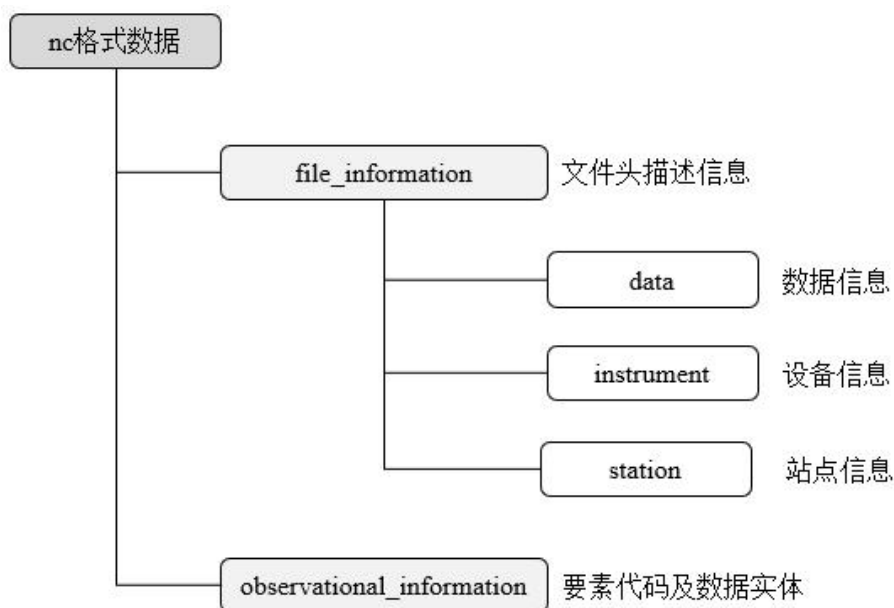 nc格式数据
file_information 文件头描述信息
data 数据信息
instrument 设备信息
station 站点信息
observational_information 要素代码及数据实体